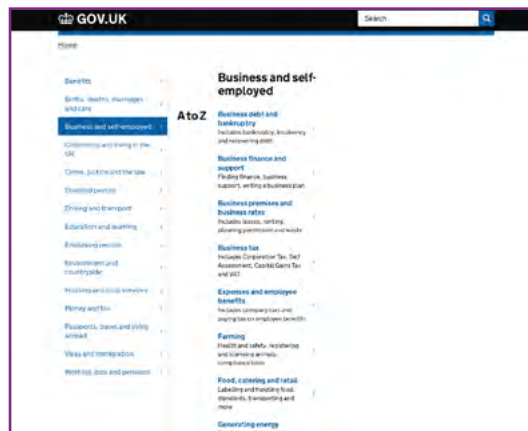 GOV.UK
Search
Home
Benefits
Births, deaths, marriages
and care
Business and self-employed
Citizenship and living in the
UK
Crime, justice and the law
Disabled people
Driving and transport
Education and learning
Employing people
Environment and
countryside
Housing and local services
Money and tax
Passports, travel and living
abroad
Visas and immigration
Working, jobs and pensions
A to Z
Business and self-
employed
Business debt and
bankruptcy
Includes bankruptcy, insolvency
and recovering debt
Business finance and
support
Finding finance, business
support, writing a business plan
Business premises and
business rates
Includes leases, renting,
planning permission and waste
Business tax
Includes Corporation Tax, Self
Assessment, Capital Gains Tax
and VAT
Expenses and employee
benefits
Includes company cars and
paying tax on employee benefits
Farming
Health and safety, registering
and licensing animals,
compliance
Food, catering and retail
Labelling and handling food
standards, transporting and
more
Generating energy